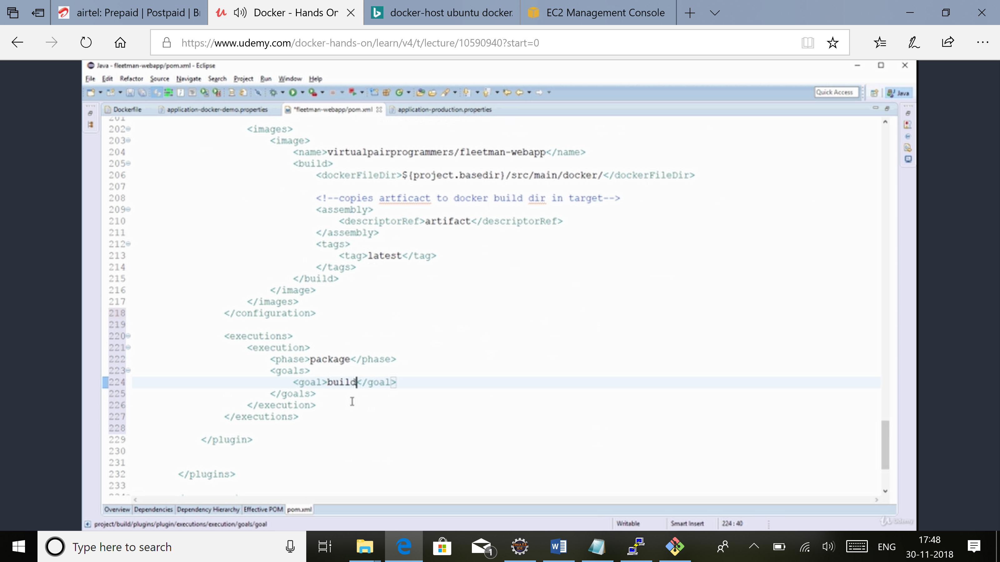 airtel: Prepaid | Postpaid | B
Docker - Hands On
docker-host ubuntu docker.
EC2 Management Console
https://www.udemy.com/docker-hands-on/learn/v4/t/lecture/10590940?start=0
Java - fleetman-webapp/pom.xml - Eclipse
File Edit Refactor Source Navigate Search Project Run Window Help
Quick Access
Java
Dockerfile application-docker-demo.properties *fleetman-webapp/pom.xml application-production.properties
201
202 <images>
203 <image>
204 <name>virtualpairprogrammers/fleetman-webapp</name>
205 <build>
206 <dockerFileDir>${project.basedir}/src/main/docker/</dockerFileDir>
207
208 <!--copies artficact to docker build dir in target-->
209 <assembly>
210 <descriptorRef>artifact</descriptorRef>
211 </assembly>
212 <tags>
213 <tag>latest</tag>
214 </tags>
215 </build>
216 </image>
217 </images>
218 </configuration>
219
220 <executions>
221 <execution>
222 <phase>package</phase>
223 <goals>
224 <goal>build</goal>
225 </goals>
226 </execution>
227 </executions>
228
229 </plugin>
230
231
232 </plugins>
233
Overview Dependencies Dependency Hierarchy Effective POM pom.xml
project/build/plugins/plugin/executions/execution/goals/goal
Writable Smart Insert 224 : 40
Udemy
Type here to search
1
Java EE
IDE
ENG
17:48
30-11-2018